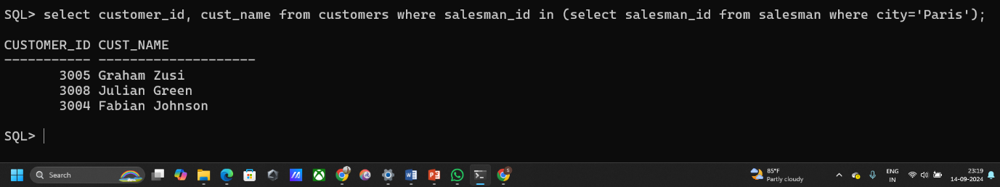 SQL> select customer_id, cust_name from customers where salesman_id in (select salesman_id from salesman where city='Paris');
CUSTOMER_ID CUST_NAME
----------- --------------------
3005 Graham Zusi
3008 Julian Green
3004 Fabian Johnson
SQL>
Search
85°F
Partly cloudy
ENG
IN
23:19
14-09-2024